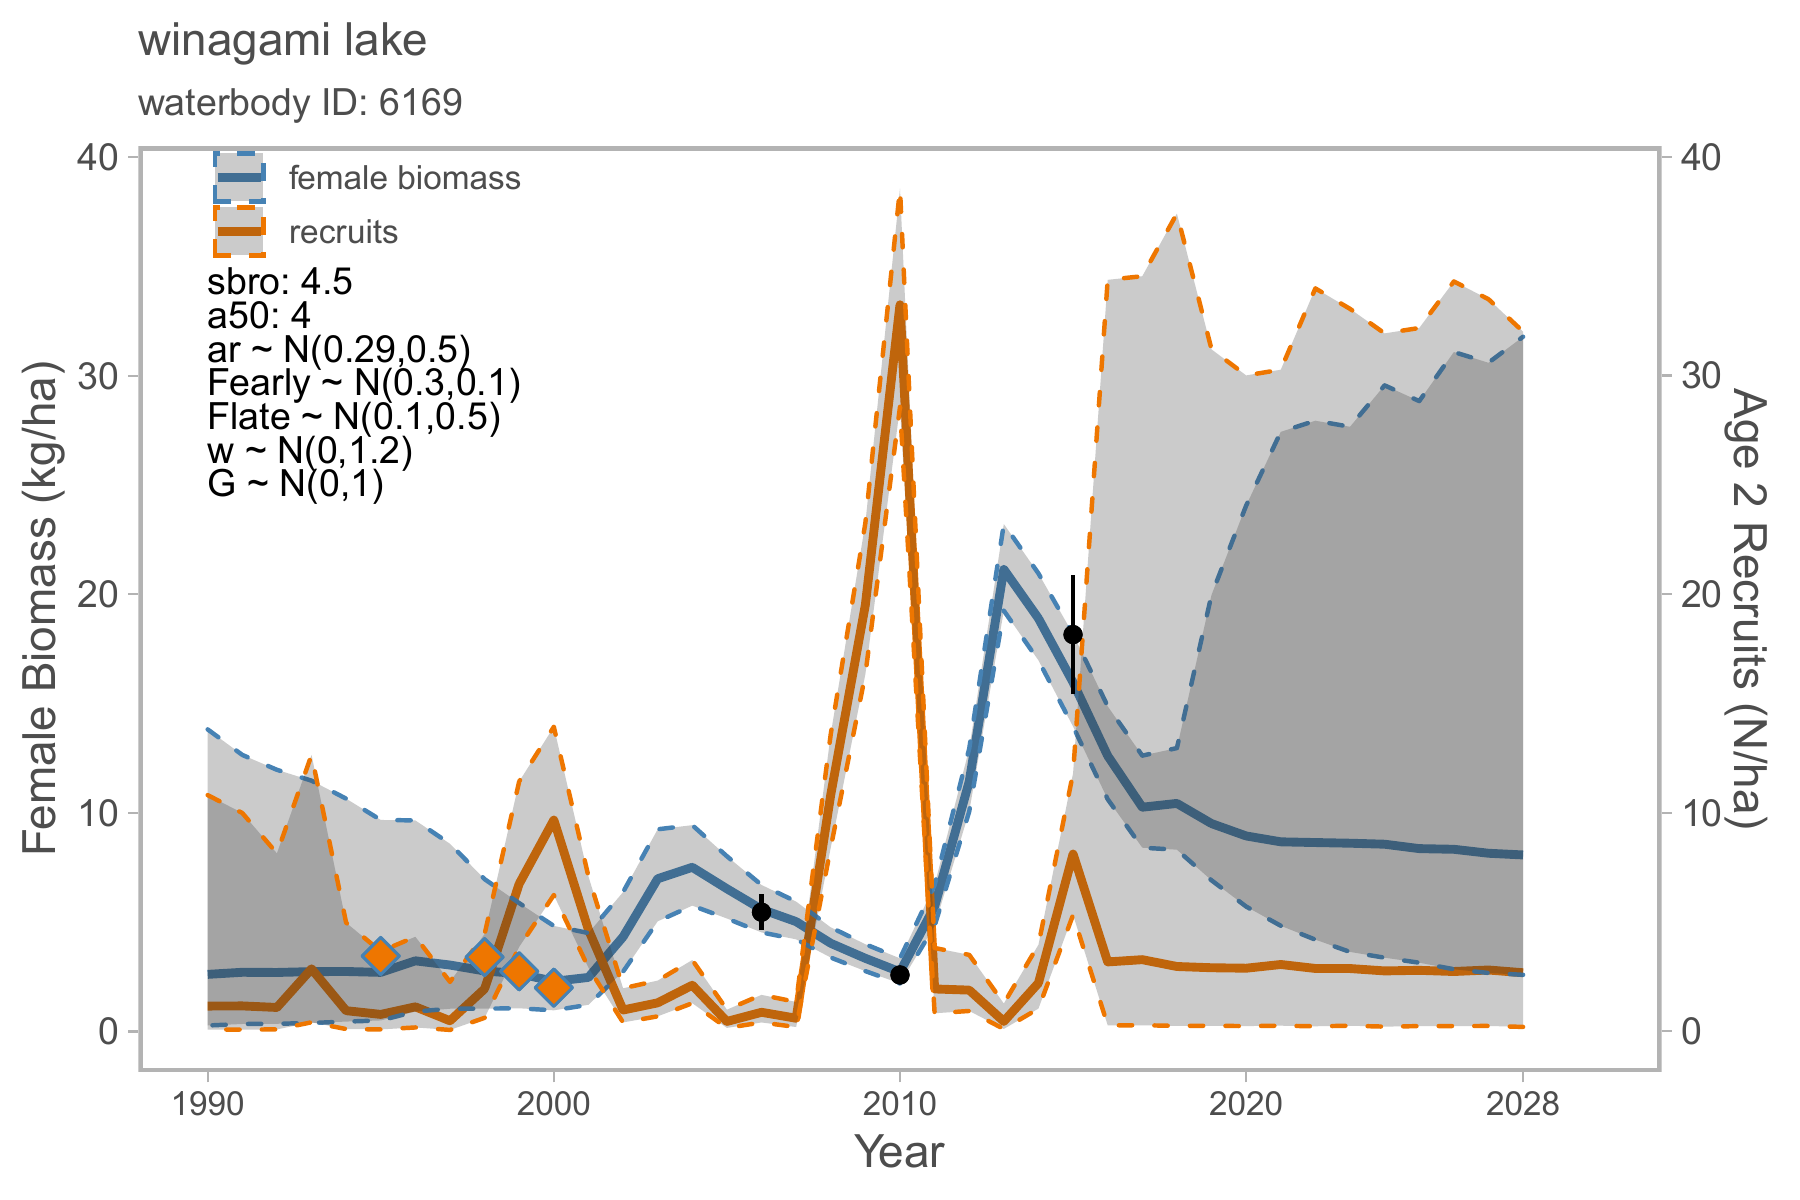 winagami lake
waterbody ID: 6169
female biomass
recruits
sbro: 4.5
a50: 4
ar ~ N(0.29,0.5)
Fearly ~ N(0.3,0.1)
Flate ~ N(0.1,0.5)
w ~ N(0,1.2)
G ~ N(0,1)
Female Biomass (kg/ha)
40
30
20
10
0
40
30
20
10
0
Age 2 Recruits (N/ha)
1990
2000
2010
2020
2028
Year